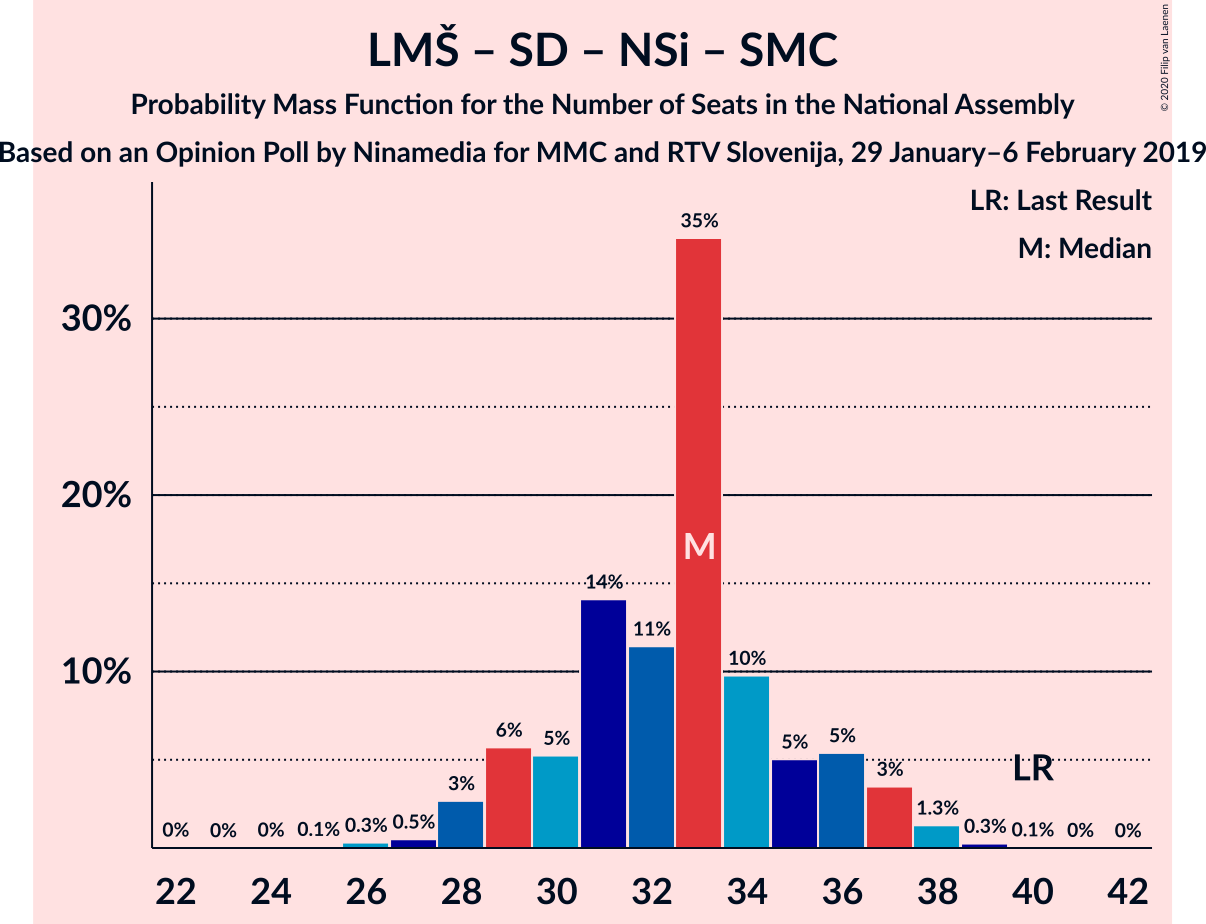 LMŠ – SD – NSi – SMC
Probability Mass Function for the Number of Seats in the National Assembly
Based on an Opinion Poll by Ninamedia for MMC and RTV Slovenija, 29 January–6 February 2019
© 2020 Filip van Laenen
LR: Last Result
M: Median
35%
30%
20%
M
14%
11%
10%
10%
6%
5%
5%
5%
3%
LR
3%
1.3%
0% 0% 0% 0.1% 0.3% 0.5% 0.3% 0.1% 0% 0%
22 24 26 28 30 32 34 36 38 40 42